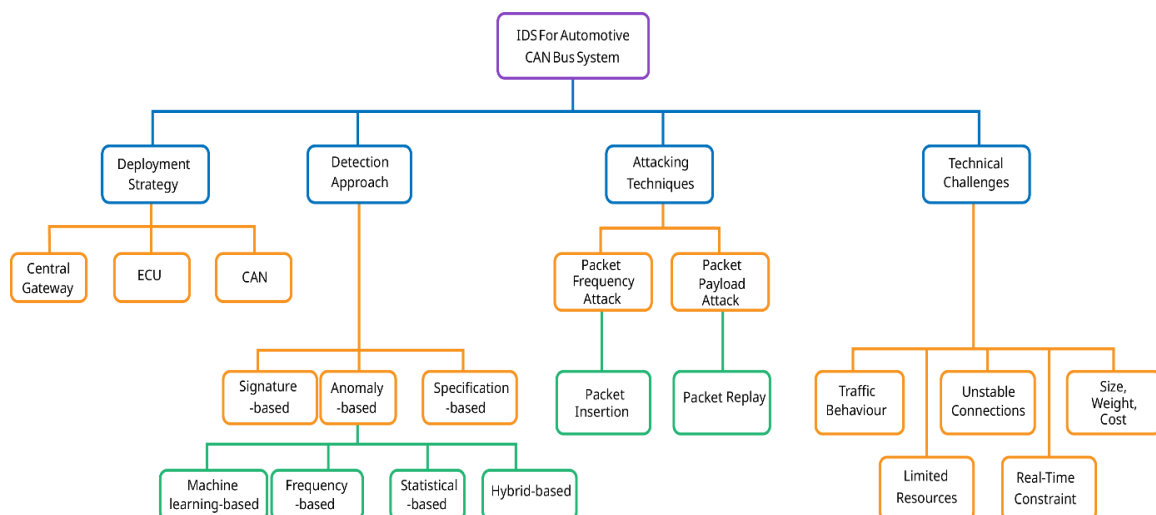 IDS For Automotive
CAN Bus System
Deployment
Strategy
Detection
Approach
Attacking
Techniques
Technical
Challenges
Central
Gateway
ECU
CAN
Packet
Frequency
Attack
Packet
Payload
Attack
Signature
-based
Anomaly
-based
Specification
-based
Packet
Insertion
Packet Replay
Traffic
Behaviour
Unstable
Connections
Size,
Weight,
Cost
Machine
learning-based
Frequency
-based
Statistical
-based
Hybrid-based
Limited
Resources
Real-Time
Constraint